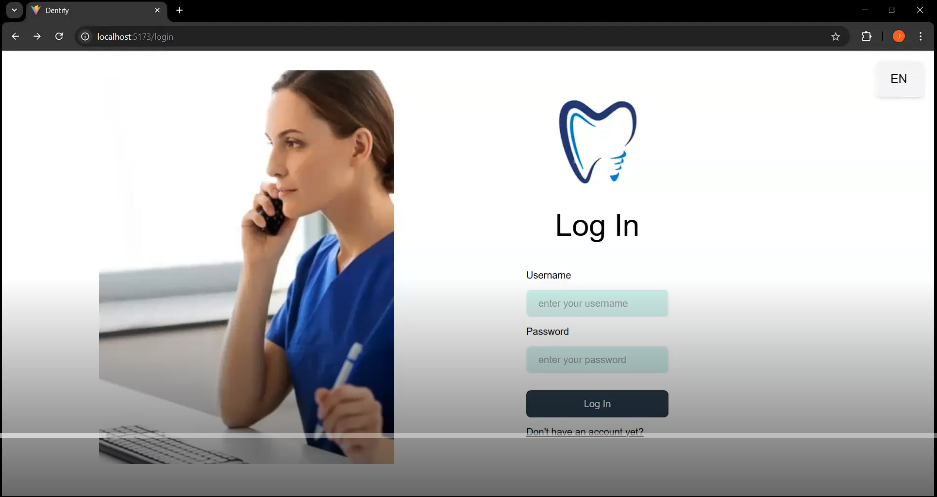 Dentify
localhost:5173/login
EN
Log In
Username
enter your username
Password
enter your password
Log In
Don't have an account yet?